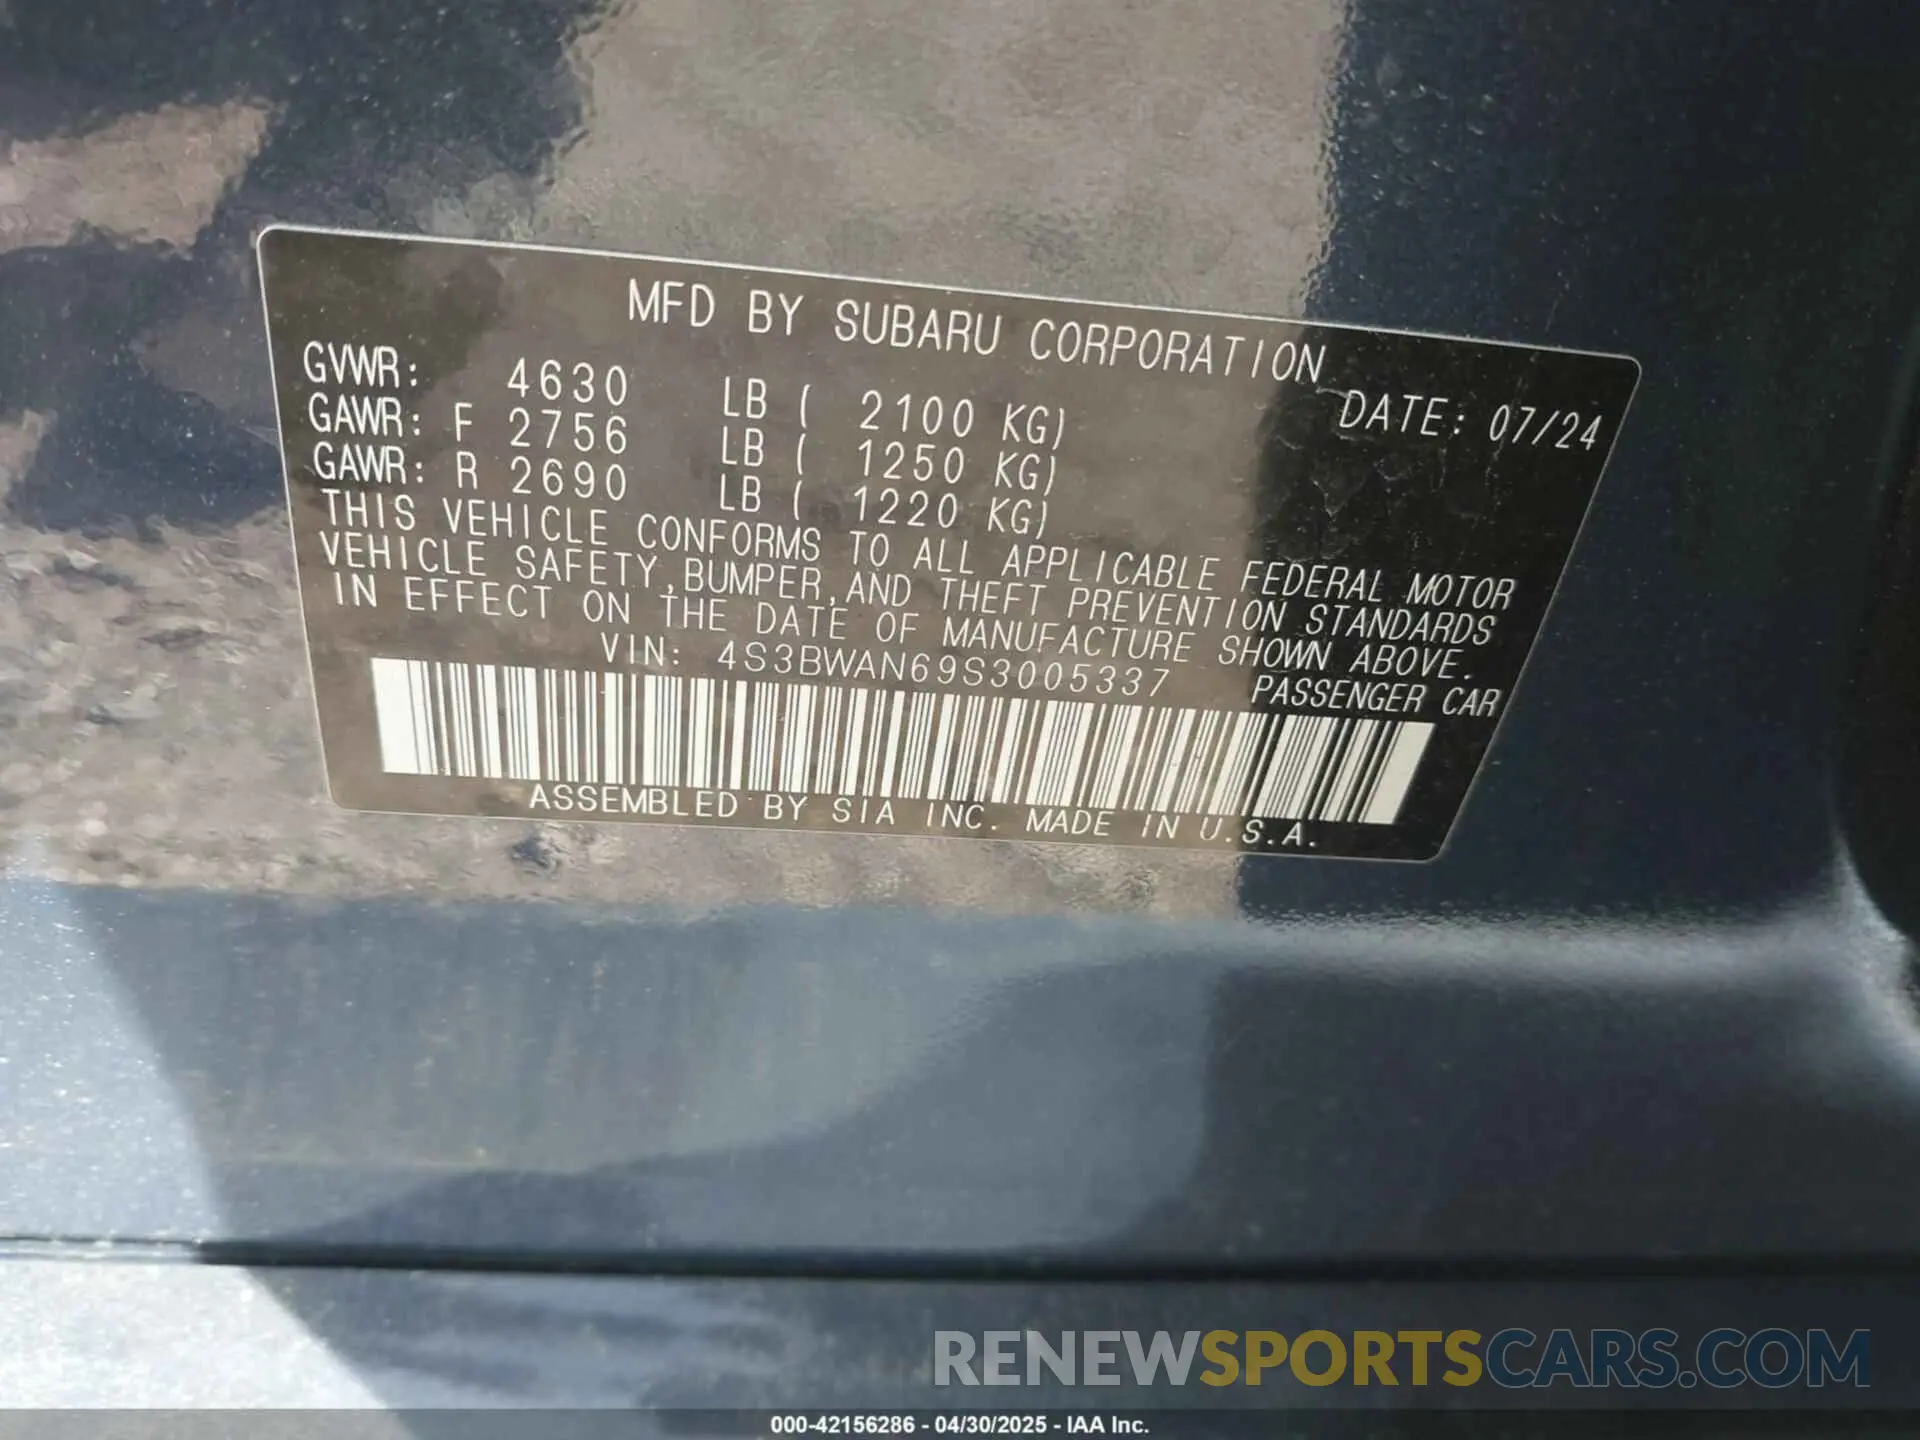 MFD BY SUBARU CORPORATION
GVWR: 4630 LB ( 2100 KG) DATE: 07/24
GAWR: F 2756 LB ( 1250 KG)
GAWR: R 2690 LB ( 1220 KG)
THIS VEHICLE CONFORMS TO ALL APPLICABLE FEDERAL MOTOR
VEHICLE SAFETY,BUMPER,AND THEFT PREVENTION STANDARDS
IN EFFECT ON THE DATE OF MANUFACTURE SHOWN ABOVE.
VIN: 4S3BWAN69S3005337 PASSENGER CAR
ASSEMBLED BY SIA INC. MADE IN U.S.A.
RENEWSPORTSCARS.COM
000-42156286 - 04/30/2025 - IAA Inc.